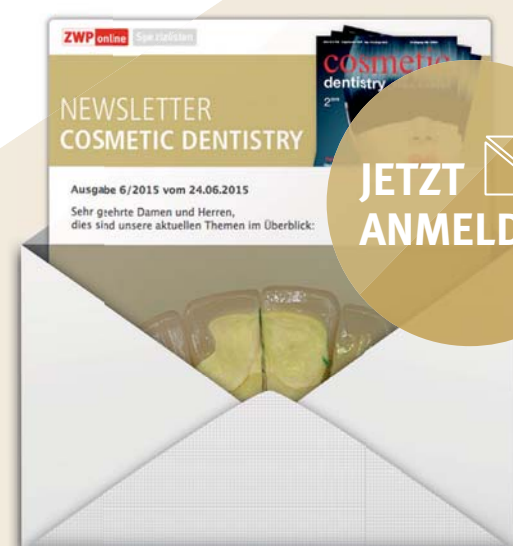 ZWP online Spezialisten
cosmetic
dentistry
2
NEWSLETTER
COSMETIC DENTISTRY
JETZT
ANMELD
Ausgabe 6/2015 vom 24.06.2015
Sehr geehrte Damen und Herren,
dies sind unsere aktuellen Themen im Überblick: